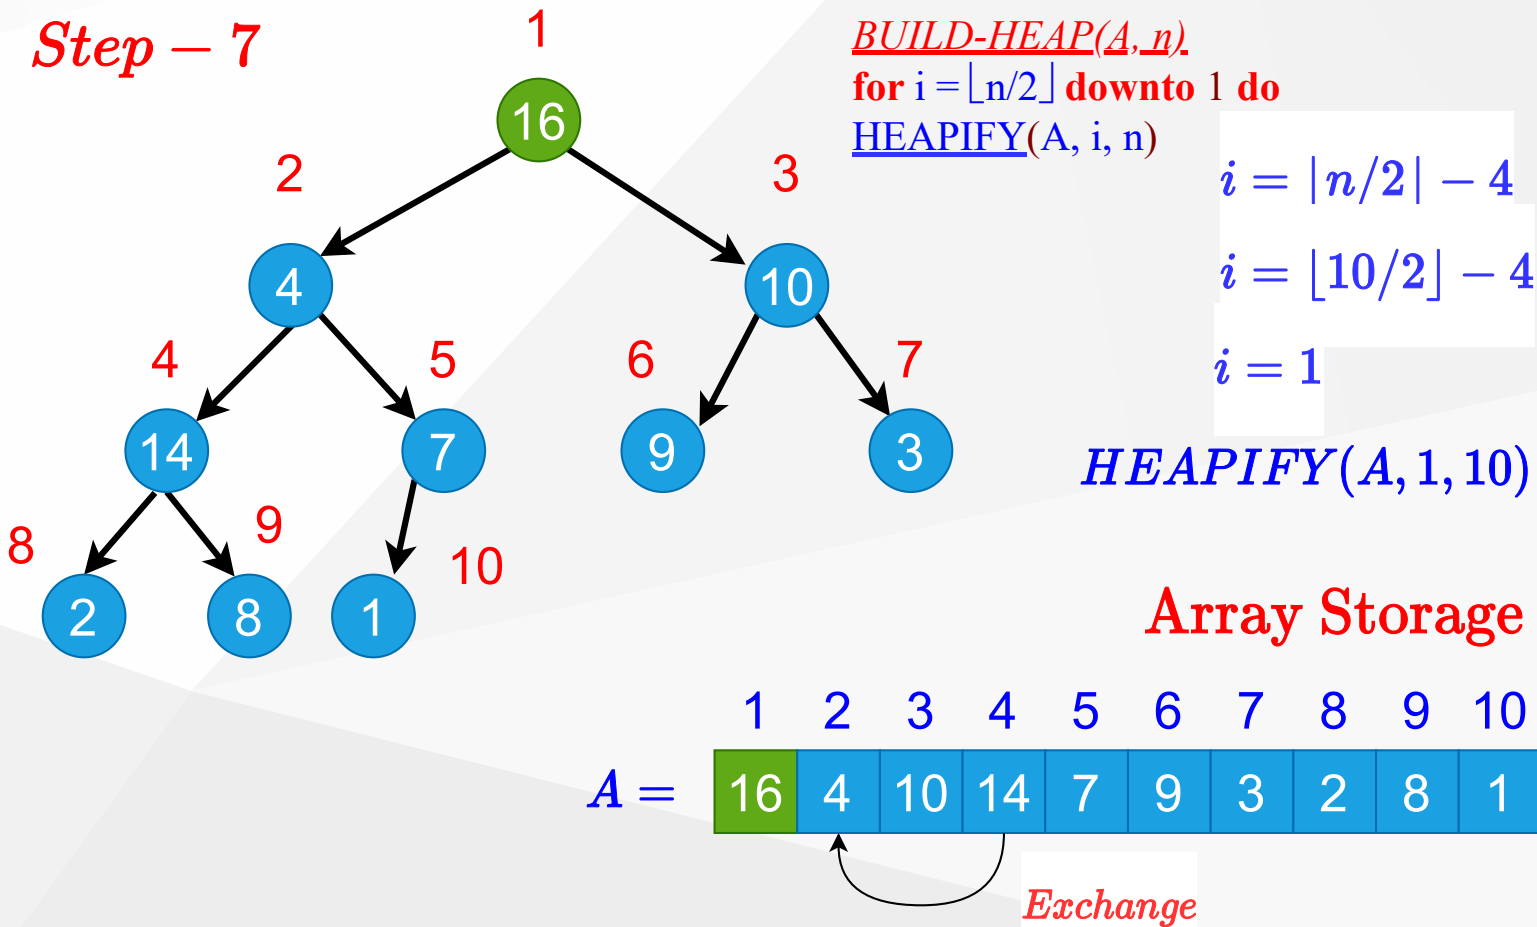 Step − 7
BUILD-HEAP(A, n)
for i = ⌊n/2⌋ downto 1 do
HEAPIFY(A, i, n)
i = |n/2| − 4
i = ⌊10/2⌋ − 4
i = 1
HEAPIFY(A, 1, 10)
1
16
2
3
4
10
4
5
6
7
14
7
9
3
8
9
10
2
8
1
Array Storage
1 2 3 4 5 6 7 8 9 10
A = 16 4 10 14 7 9 3 2 8 1
Exchange